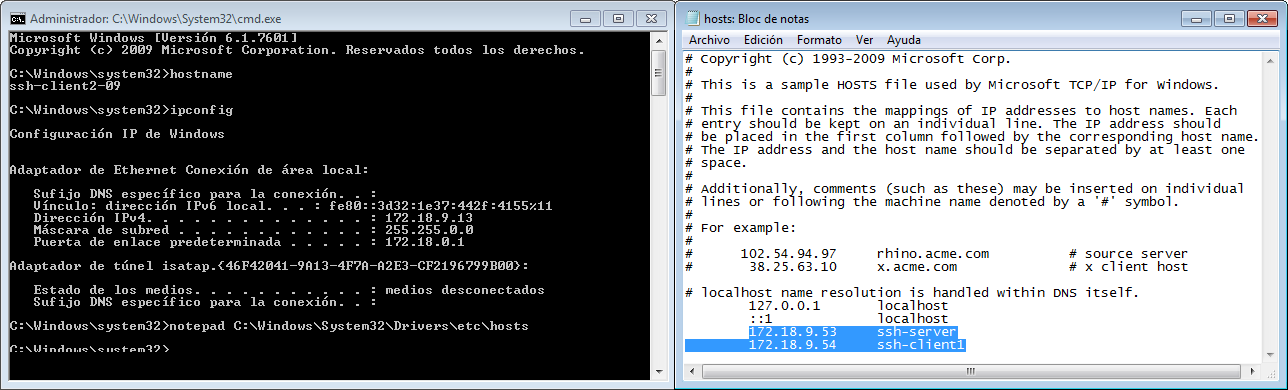 Administrador: C:\Windows\System32\cmd.exe
Microsoft Windows [Versión 6.1.7601]
Copyright (c) 2009 Microsoft Corporation. Reservados todos los derechos.
C:\Windows\system32>hostname
ssh-client2-09
C:\Windows\system32>ipconfig
Configuración IP de Windows
Adaptador de Ethernet Conexión de área local:
Sufijo DNS específico para la conexión. . :
Vínculo: dirección IPv6 local. . . : fe80::3d32:1e37:442f:4155%11
Dirección IPv4. . . . . . . . . . . . . . : 172.18.9.13
Máscara de subred . . . . . . . . . . . . : 255.255.0.0
Puerta de enlace predeterminada . . . . . : 172.18.0.1
Adaptador de túnel isatap.{46F42041-9A13-4F7A-A2E3-CF2196799B00}:
Estado de los medios. . . . . . . . . . . : medios desconectados
Sufijo DNS específico para la conexión. . :
C:\Windows\system32>notepad C:\Windows\System32\Drivers\etc\hosts
C:\Windows\system32>
hosts: Bloc de notas
Archivo Edición Formato Ver Ayuda
# Copyright (c) 1993-2009 Microsoft Corp.
#
# This is a sample HOSTS file used by Microsoft TCP/IP for Windows.
#
# This file contains the mappings of IP addresses to host names. Each
# entry should be kept on an individual line. The IP address should
# be placed in the first column followed by the corresponding host name.
# The IP address and the host name should be separated by at least one
# space.
#
# Additionally, comments (such as these) may be inserted on individual
# lines or following the machine name denoted by a '#' symbol.
#
# For example:
#
# 102.54.94.97 rhino.acme.com # source server
# 38.25.63.10 x.acme.com # x client host
# localhost name resolution is handled within DNS itself.
127.0.0.1 localhost
::1 localhost
172.18.9.53 ssh-server
172.18.9.54 ssh-client1